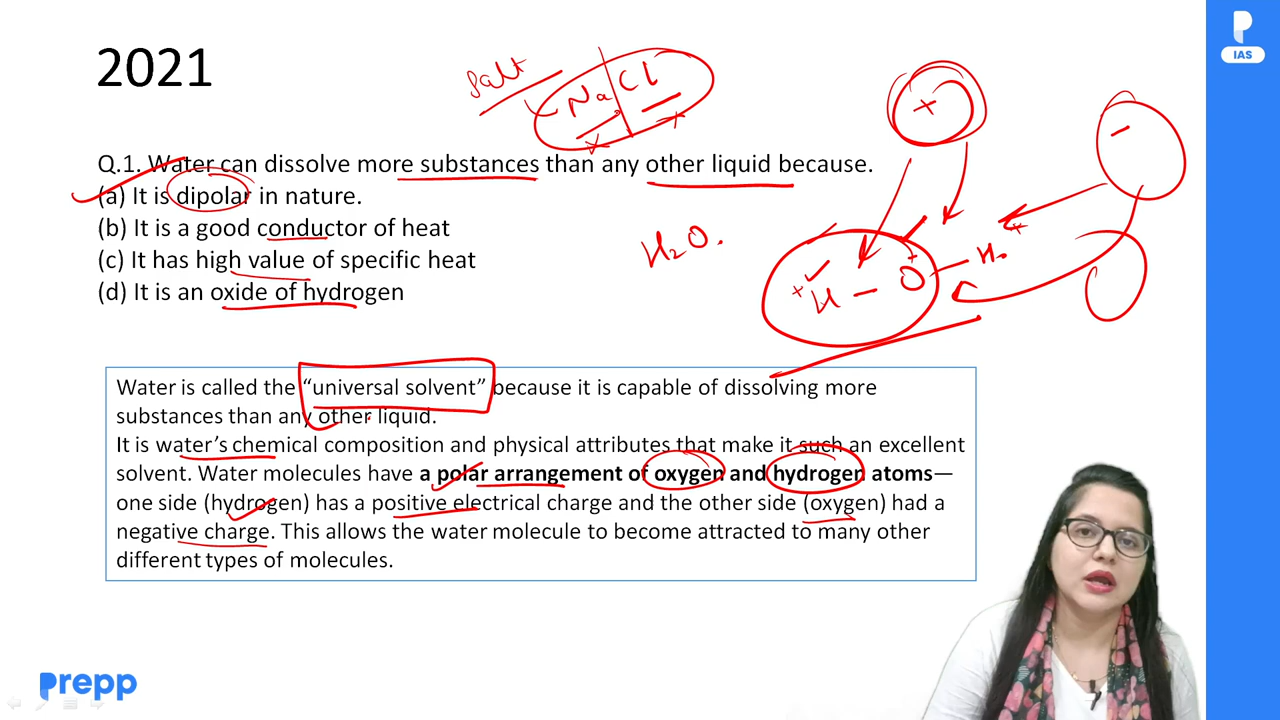 2021
Salt
Na Cl
+
-
Q.1. Water can dissolve more substances than any other liquid because.
(a) It is dipolar in nature.
(b) It is a good conductor of heat
(c) It has high value of specific heat
(d) It is an oxide of hydrogen
H₂O.
+ H - O + - H. +
Water is called the “universal solvent” because it is capable of dissolving more
substances than any other liquid.
It is water’s chemical composition and physical attributes that make it such an excellent
solvent. Water molecules have a polar arrangement of oxygen and hydrogen atoms—
one side (hydrogen) has a positive electrical charge and the other side (oxygen) had a
negative charge. This allows the water molecule to become attracted to many other
different types of molecules.
prepp
IAS